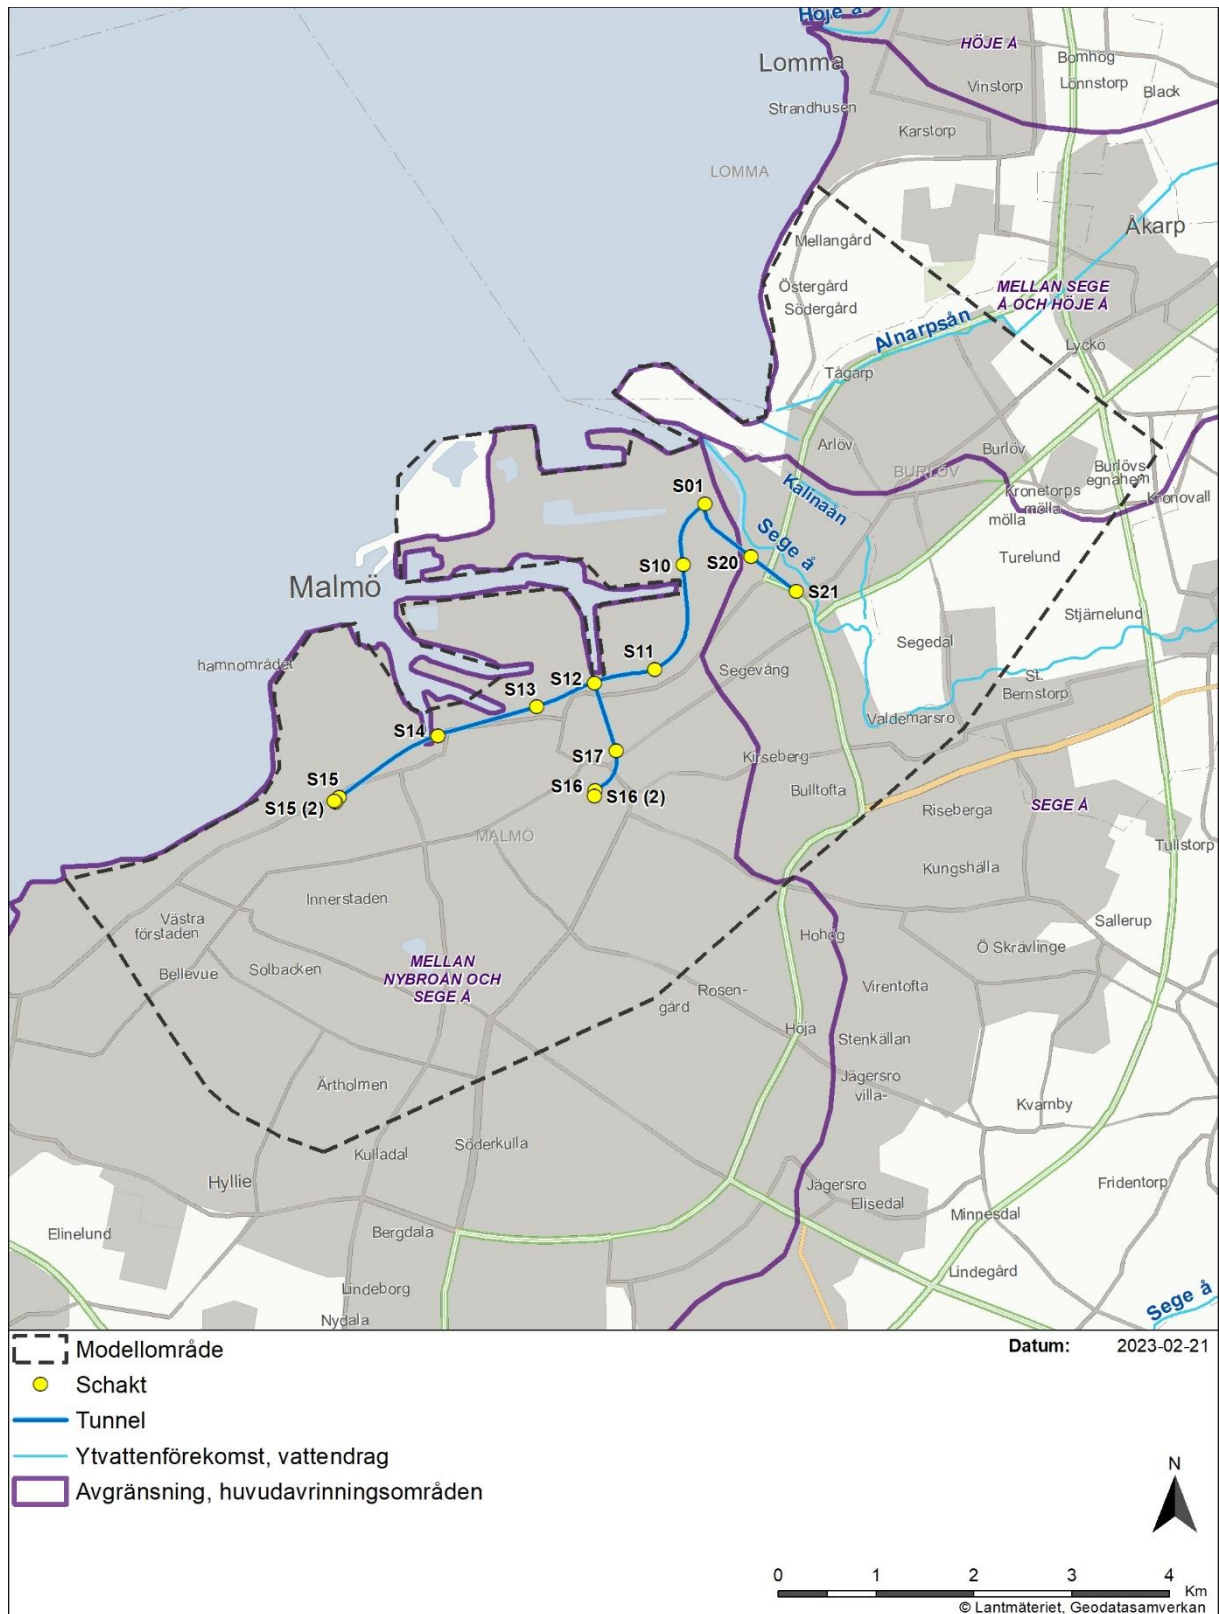 Höje å
Lomma
HÖJE Å
Bomhög
Vinstorp
Lönnstorp
Black
Strandhusen
Karstorp
LOMMA
Åkarp
Mellangård
Östergård
Södergård
MELLAN SEGE
Å OCH HÖJE Å
Alnarpsån
Lyckö
Tågarp
Arlöv
Burlöv
BURLÖV
Burlövs
egnahem
Kronetorps
mölla
mölla
Kronovall
Kalinaån
S01
Sege å
S20
S10
Turelund
Malmö
S21
Stjärnelund
Segedal
hamnområdet
S11
Segevång
S12
St.
Bernstorp
S13
Valdemarsro
S14
S17
Kirseberg
S15
S16
Bulltofta
S15 (2)
S16 (2)
SEGE Å
Riseberga
MALMÖ
Tullstorp
Kungshälla
Innerstaden
Västra
förstaden
Sallerup
Hohög
Ö Skrävlinge
Bellevue
Solbacken
MELLAN
NYBROÅN OCH
SEGE Å
Rosen-
gård
Virentofta
Höja
Stenkällan
Ärtholmen
Jägersro
villa-
Kvarnby
Söderkulla
Kulladal
Hyllie
Jägersro
Elisedal
Fridentorp
Minnesdal
Elinelund
Bergdala
Lindegård
Lindeborg
Nydala
Sege å
Modellområde
Datum: 2023-02-21
Schakt
Tunnel
Ytvattenförekomst, vattendrag
Avgränsning, huvudavrinningsområden
N
0 1 2 3 4
Km
© Lantmäteriet, Geodatasamverkan